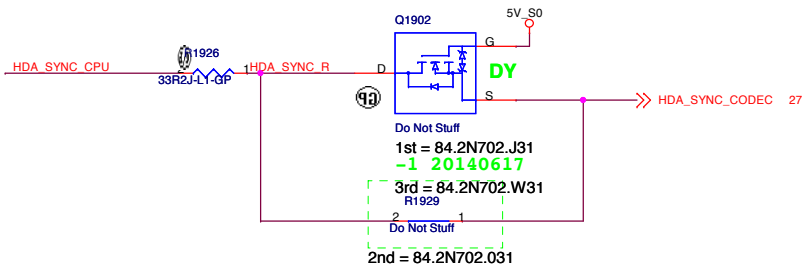 Q1902
5V_S0
G
R1926
HDA_SYNC_CPU
1
HDA_SYNC_R
D
DY
33R2J-L1-GP
GP
S
HDA_SYNC_CODEC 27
Do Not Stuff
1st = 84.2N702.J31
-1 20140617
3rd = 84.2N702.W31
R1929
2
1
Do Not Stuff
2nd = 84.2N702.031